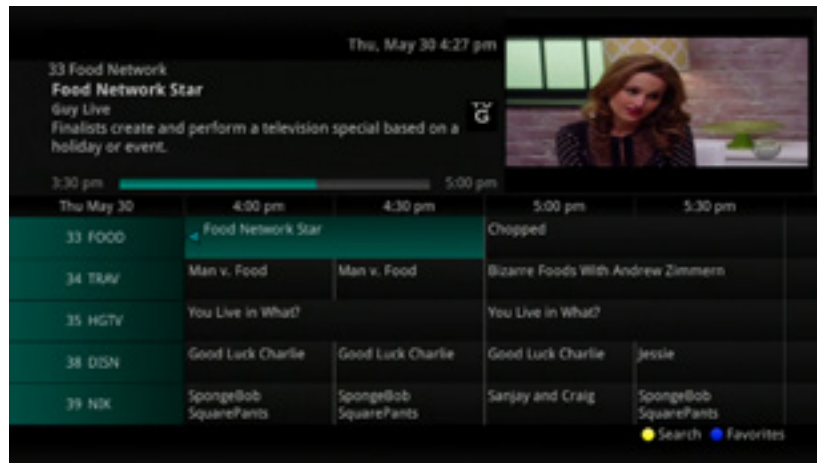 Thu, May 30 4:27 pm
33 Food Network
Food Network Star
Guy Live
TV
G
Finalists create and perform a television special based on a
holiday or event.
3:30 pm 5:00 pm
Thu May 30 4:00 pm 4:30 pm 5:00 pm 5:30 pm
33 FOOD Food Network Star Chopped
34 TRAV Man v. Food Man v. Food Bizarre Foods With Andrew Zimmern
35 HGTV You Live in What? You Live in What?
38 DISN Good Luck Charlie Good Luck Charlie Good Luck Charlie Jessie
39 NIK SpongeBob SpongeBob Sanjay and Craig SpongeBob
SquarePants SquarePants SquarePants
Search Favorites